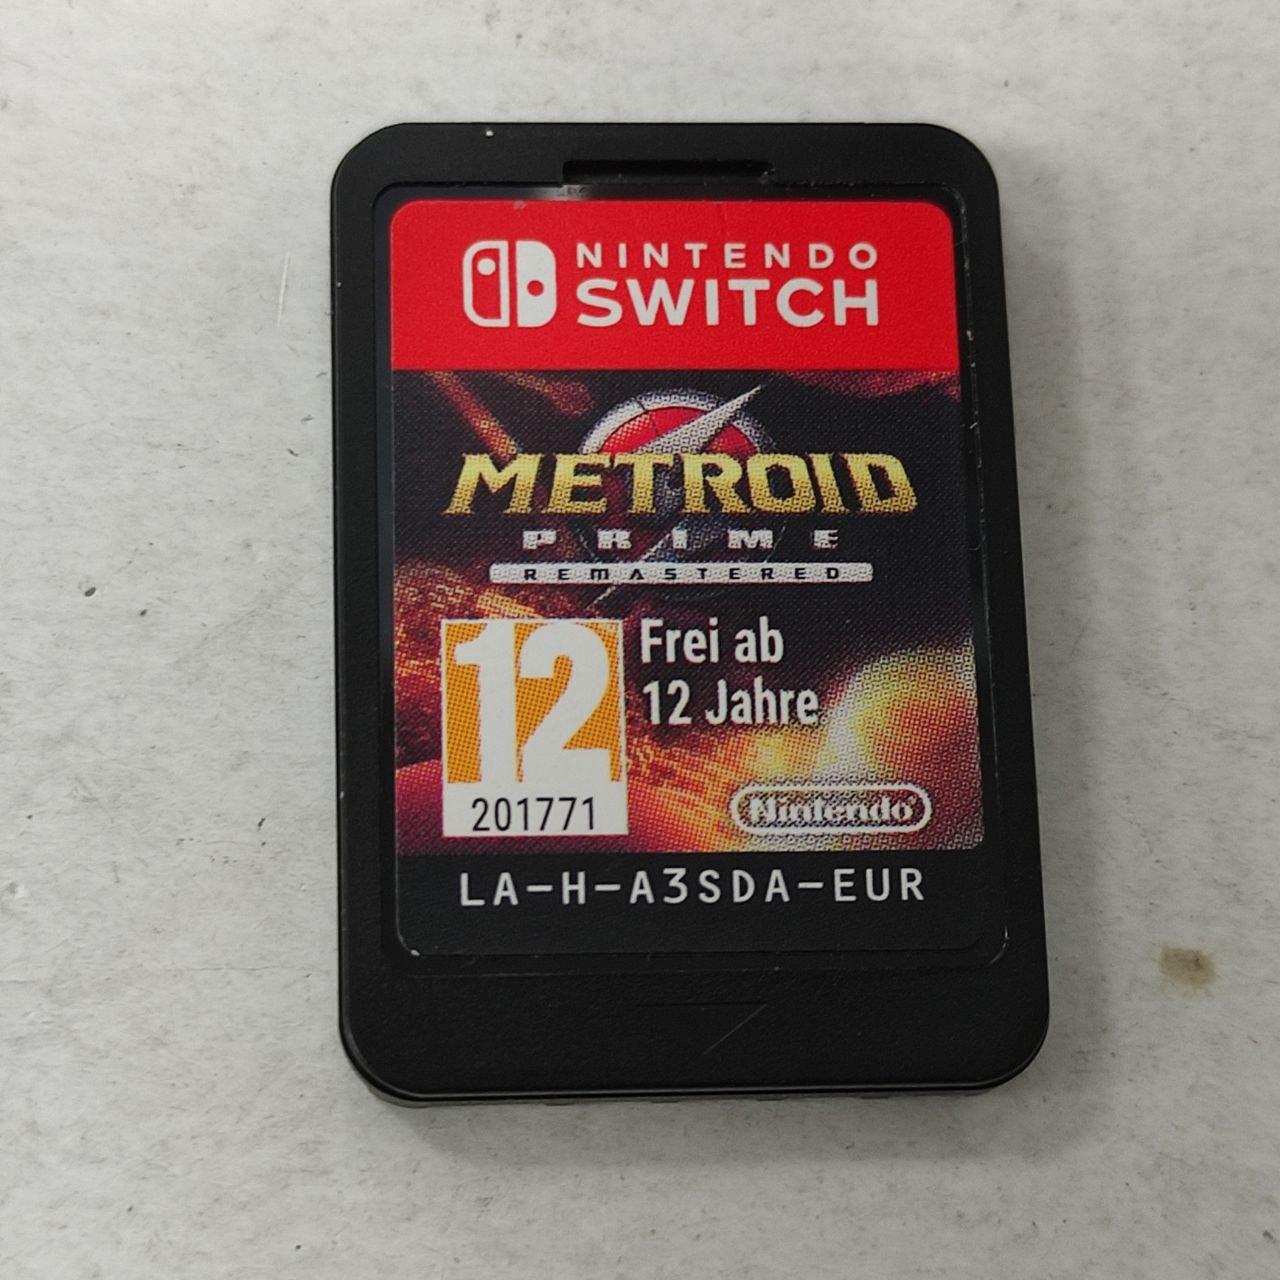 NINTENDO
SWITCH
METROID
PRIME
REMASTERED
12
Frei ab
12 Jahre
201771
Nintendo
LA-H-A3SDA-EUR